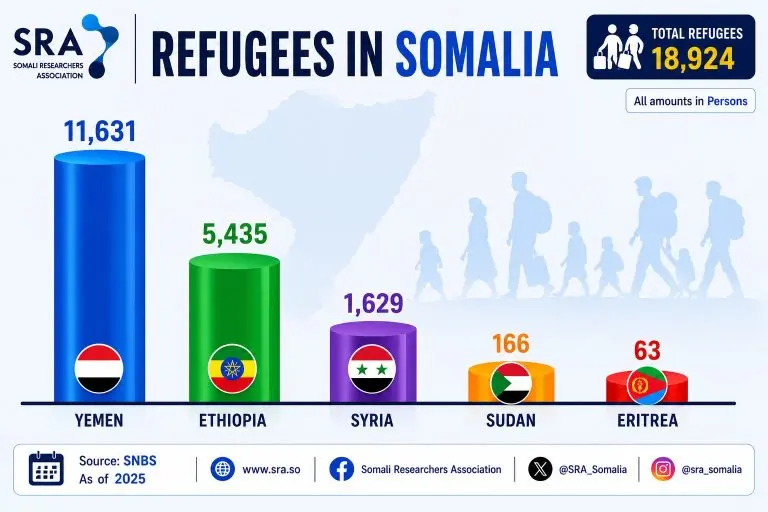 SRA
SOMALI RESEARCHERS
ASSOCIATION
REFUGEES IN SOMALIA
TOTAL REFUGEES
18,924
All amounts in Persons
11,631
5,435
1,629
166
63
YEMEN
ETHIOPIA
SYRIA
SUDAN
ERITREA
Source: SNBS
As of 2025
www.sra.so
Somali Researchers Association
@SRA_Somalia
@sra_somalia